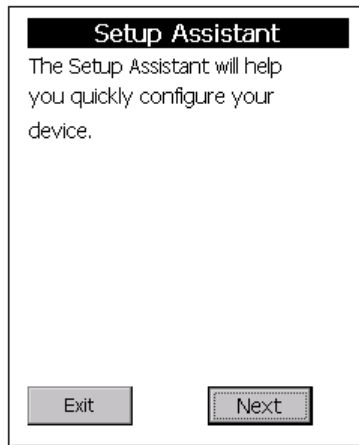 Setup Assistant
The Setup Assistant will help
you quickly configure your
device.
Exit
Next